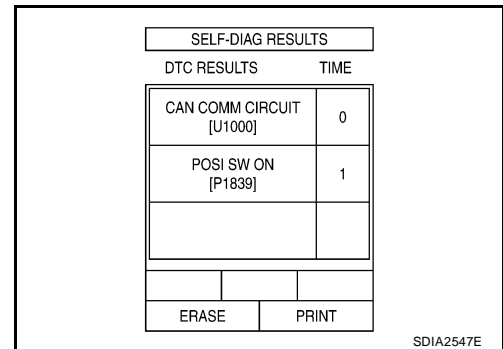 SELF-DIAG RESULTS
DTC RESULTS TIME
CAN COMM CIRCUIT
[U1000]
0
POSI SW ON
[P1839]
1
ERASE PRINT
SDIA2547E